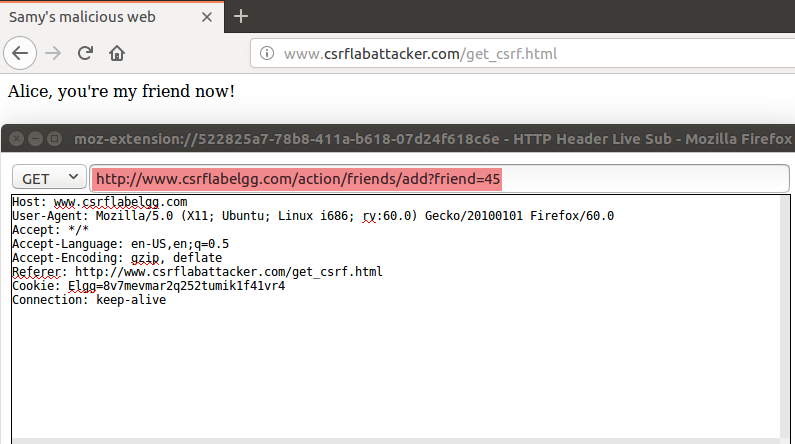 Samy's malicious web
www.csrflabattacker.com/get_csrf.html
Alice, you're my friend now!
moz-extension://522825a7-78b8-411a-b618-07d24f618c6e - HTTP Header Live Sub - Mozilla Firefox
GET http://www.csrflabelgg.com/action/friends/add?friend=45
Host: www.csrflabelgg.com
User-Agent: Mozilla/5.0 (X11; Ubuntu; Linux i686; rv:60.0) Gecko/20100101 Firefox/60.0
Accept: */*
Accept-Language: en-US,en;q=0.5
Accept-Encoding: gzip, deflate
Referer: http://www.csrflabattacker.com/get_csrf.html
Cookie: Elgg=8v7mevmar2q252tumik1f41vr4
Connection: keep-alive